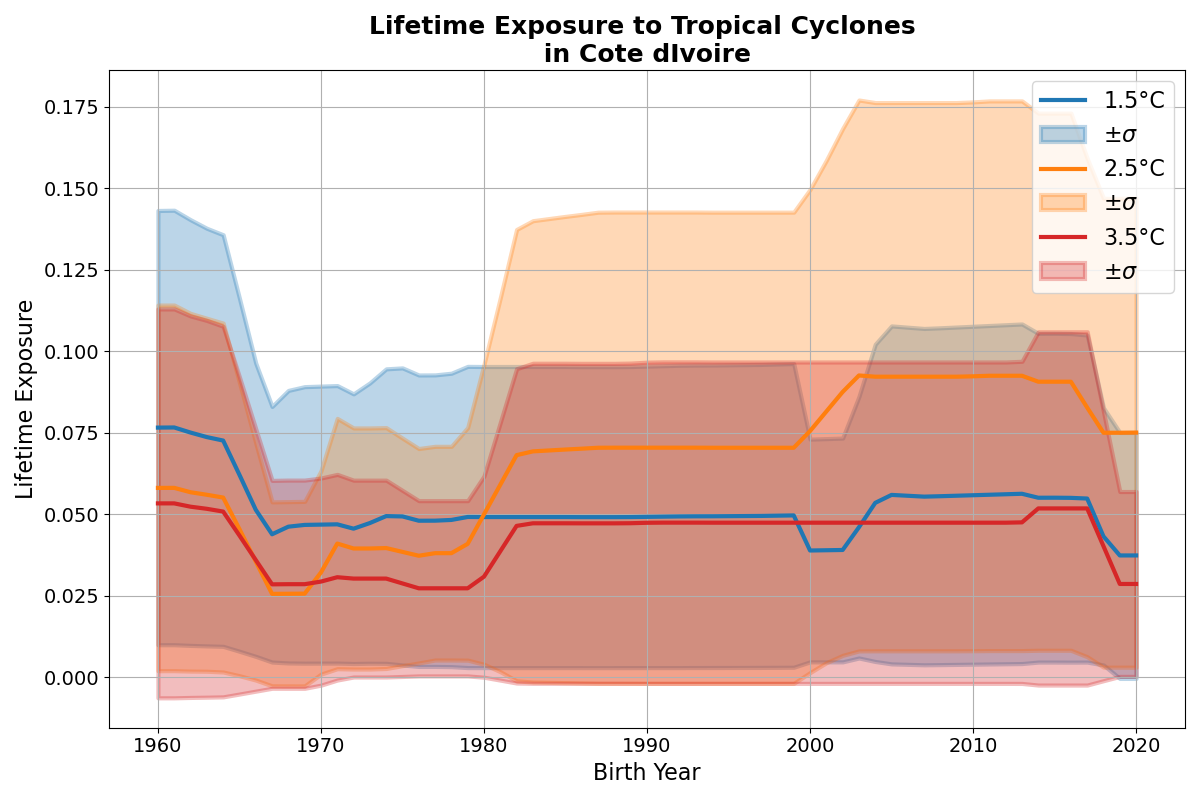 Lifetime Exposure to Tropical Cyclones
in Cote dIvoire
Lifetime Exposure
0.175
0.150
0.125
0.100
0.075
0.050
0.025
0.000
1960
1970
1980
1990
2000
2010
2020
Birth Year
1.5°C
±σ
2.5°C
±σ
3.5°C
±σ